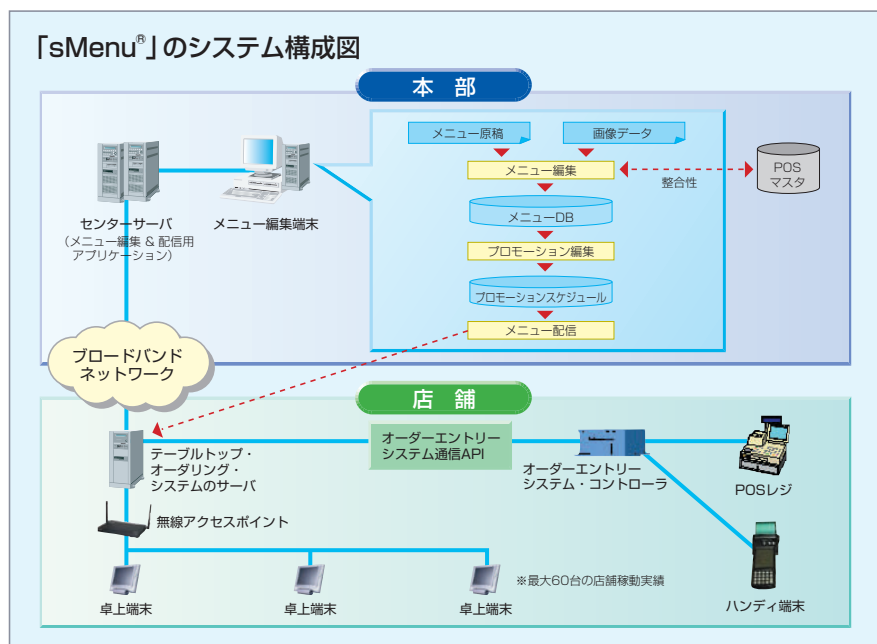 「sMenu®」のシステム構成図
本 部
メニュー原稿
画像データ
メニュー編集
整合性
POS
マスタ
センターサーバ
（メニュー編集 & 配信用
アプリケーション）
メニュー編集端末
メニューDB
プロモーション編集
プロモーションスケジュール
メニュー配信
ブロードバンド
ネットワーク
店 舗
テーブルトップ・
オーダリング・
システムのサーバ
オーダーエントリー
システム通信API
オーダーエントリー
システム・コントローラ
POSレジ
無線アクセスポイント
卓上端末
卓上端末
卓上端末
※最大60台の店舗稼動実績
ハンディ端末